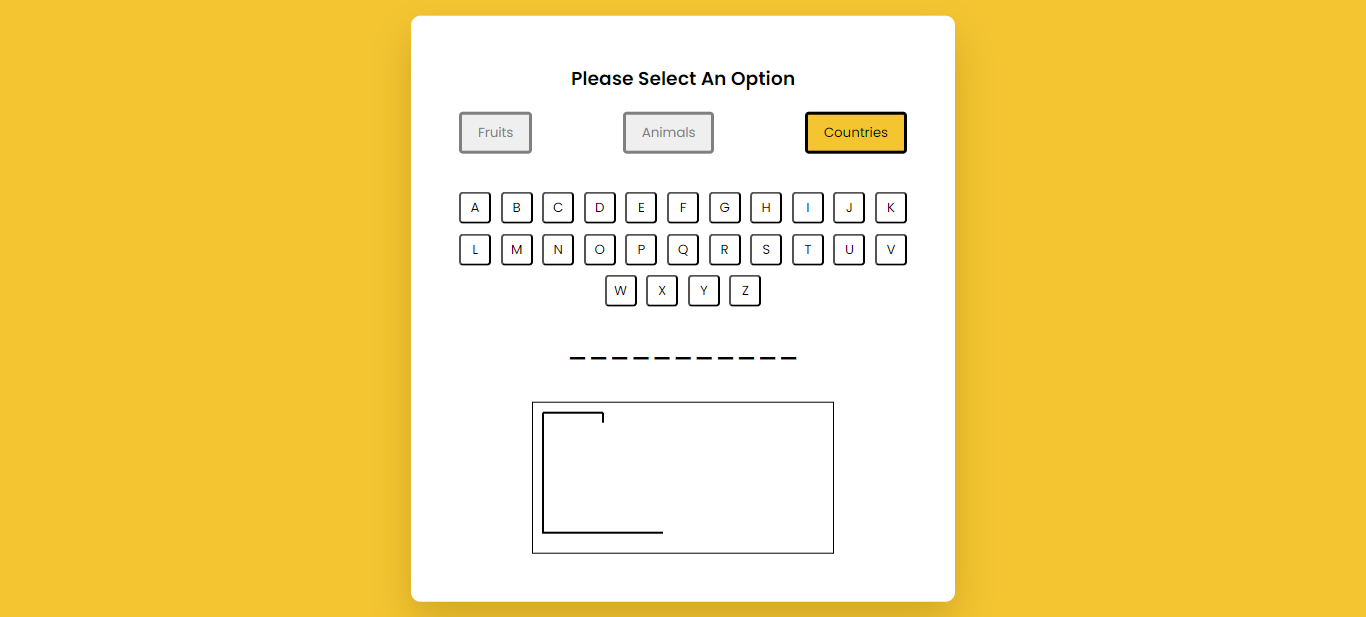 Please Select An Option
Fruits Animals Countries
A B C D E F G H I J K
L M N O P Q R S T U V
W X Y Z
_ _ _ _ _ _ _ _ _ _ _